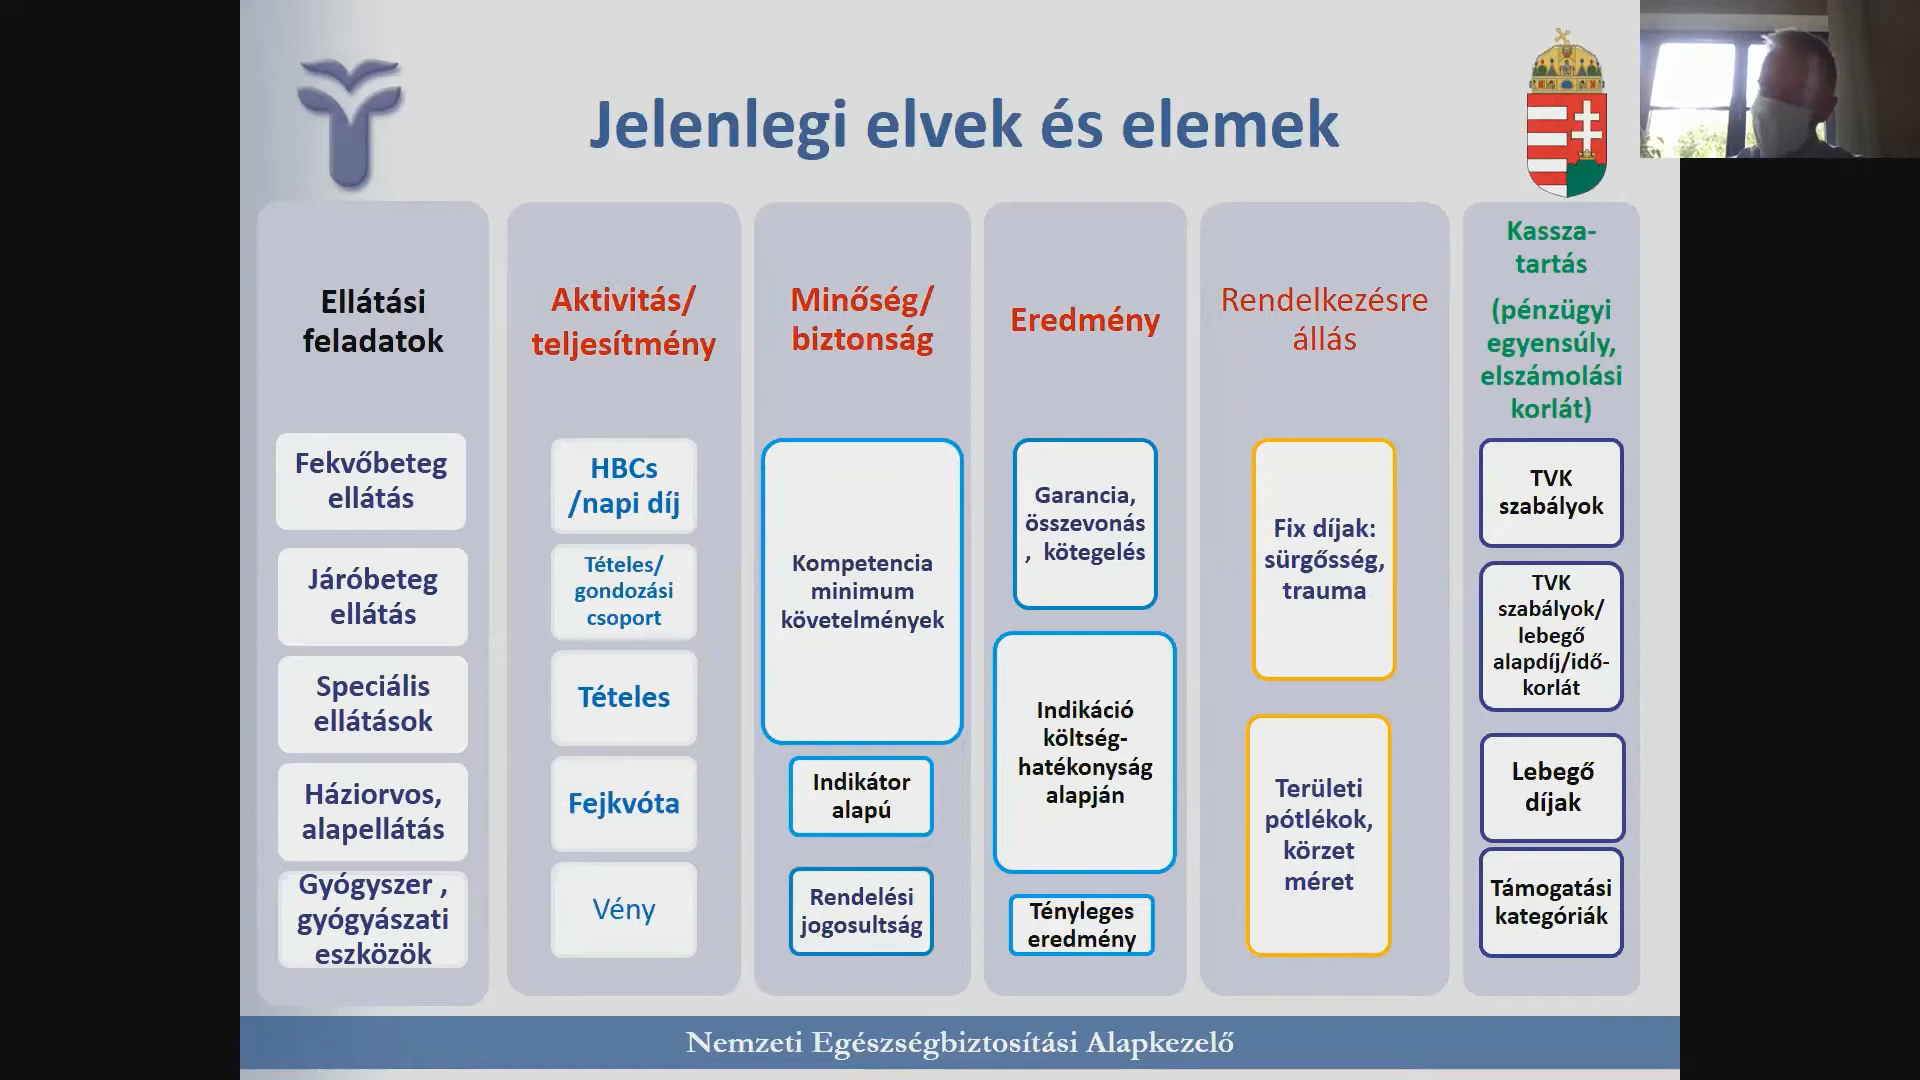 Jelenlegi elvek és elemek
Ellátási
feladatok
Fekvőbeteg
ellátás
Járóbeteg
ellátás
Speciális
ellátások
Háziorvos,
alapellátás
Gyógyszer ,
gyógyászati
eszközök
Aktivitás/
teljesítmény
HBCs
/napi díj
Tételes/
gondozási
csoport
Tételes
Fejkvóta
Vény
Minőség/
biztonság
Kompetencia
minimum
követelmények
Indikátor
alapú
Rendelési
jogosultság
Eredmény
Garancia,
összevonás
, kötegelés
Indikáció
költség-
hatékonyság
alapján
Tényleges
eredmény
Rendelkezésre
állás
Fix díjak:
sürgősség,
trauma
Területi
pótlékok,
körzet
méret
Kassza-
tartás
(pénzügyi
egyensúly,
elszámolási
korlát)
TVK
szabályok
TVK
szabályok/
lebegő
alapdíj/idő-
korlát
Lebegő
díjak
Támogatási
kategóriák
Nemzeti Egészségbiztosítási Alapkezelő